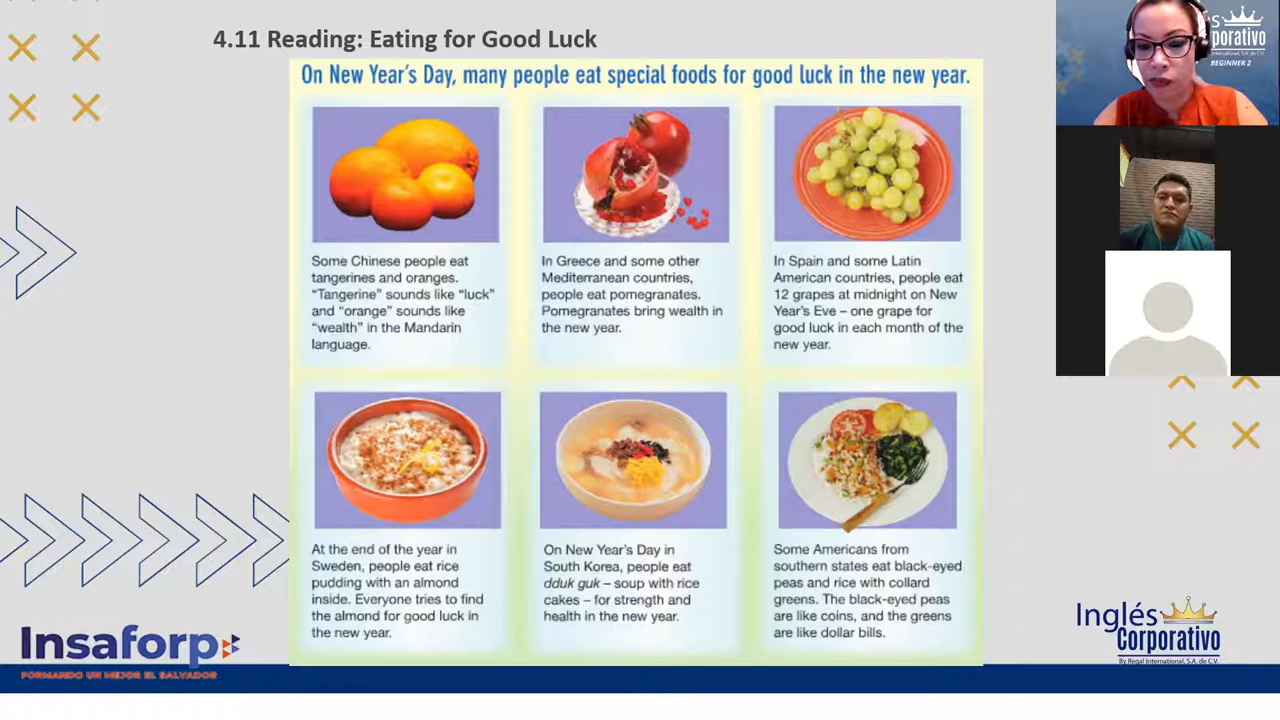 4.11 Reading: Eating for Good Luck
On New Year's Day, many people eat special foods for good luck in the new year.
Some Chinese people eat
tangerines and oranges.
“Tangerine” sounds like “luck”
and “orange” sounds like
“wealth” in the Mandarin
language.
In Greece and some other
Mediterranean countries,
people eat pomegranates.
Pomegranates bring wealth in
the new year.
In Spain and some Latin
American countries, people eat
12 grapes at midnight on New
Year's Eve – one grape for
good luck in each month of the
new year.
At the end of the year in
Sweden, people eat rice
pudding with an almond
inside. Everyone tries to find
the almond for good luck in
the new year.
On New Year's Day in
South Korea, people eat
dduk guk – soup with rice
cakes – for strength and
health in the new year.
Some Americans from
southern states eat black-eyed
peas and rice with collard
greens. The black-eyed peas
are like coins, and the greens
are like dollar bills.
Insaforp
FORMANDO UN MEJOR EL SALVADOR
Inglés
Corporativo
By Regal International, S.A. de C.V.
BEGINNER 2